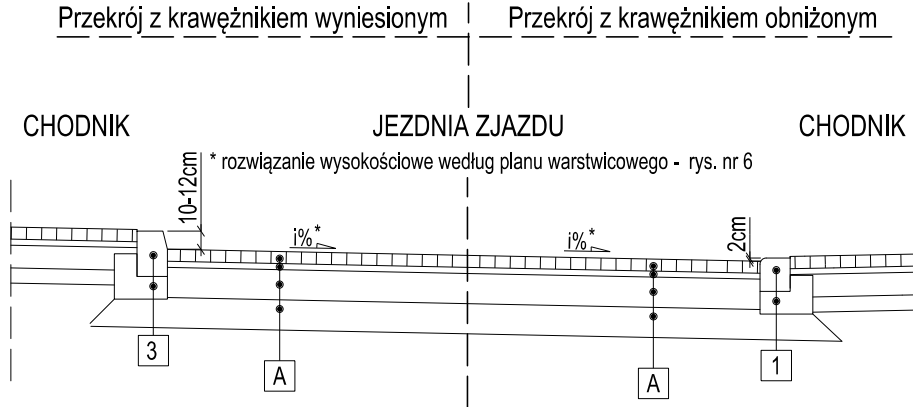 Przekrój z krawężnikiem wyniesionym
Przekrój z krawężnikiem obniżonym
CHODNIK
JEZDNIA ZJAZDU
CHODNIK
* rozwiązanie wysokościowe według planu warstwicowego - rys. nr 6
10-12cm
i% *
i% *
2cm
3
A
A
1